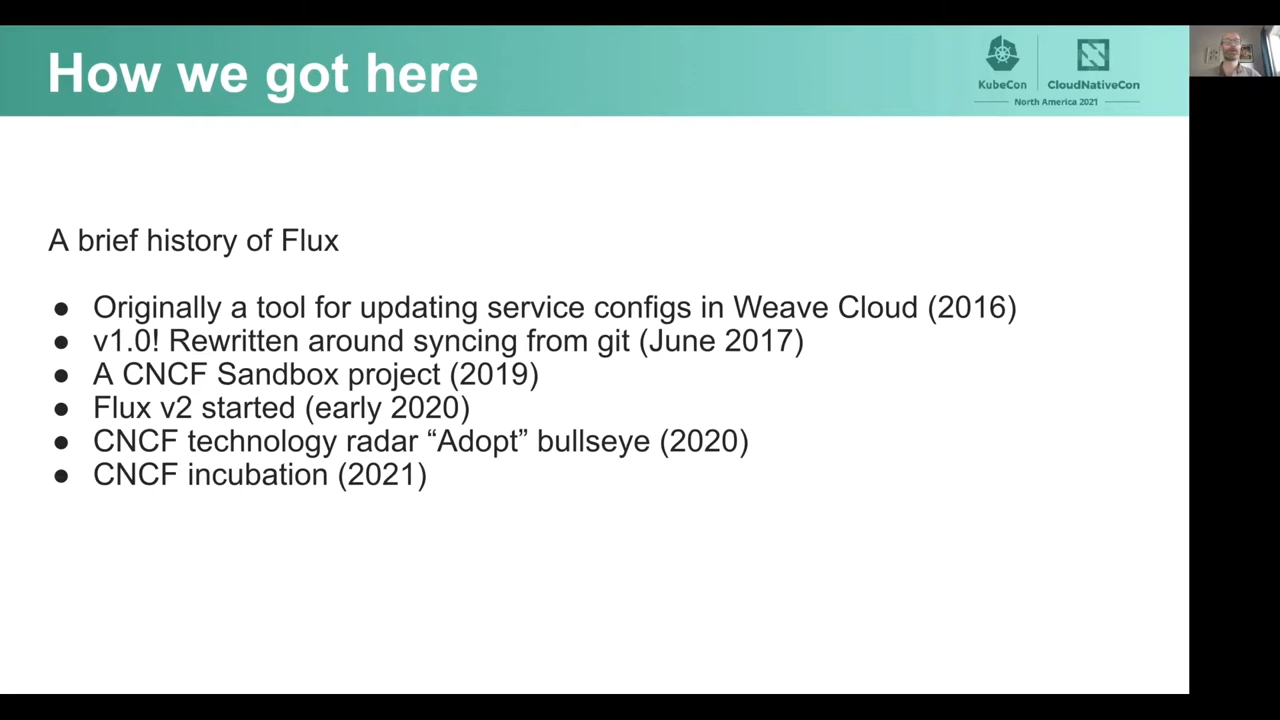 How we got here
KubeCon
CloudNativeCon
North America 2021
A brief history of Flux
● Originally a tool for updating service configs in Weave Cloud (2016)
● v1.0! Rewritten around syncing from git (June 2017)
● A CNCF Sandbox project (2019)
● Flux v2 started (early 2020)
● CNCF technology radar “Adopt” bullseye (2020)
● CNCF incubation (2021)